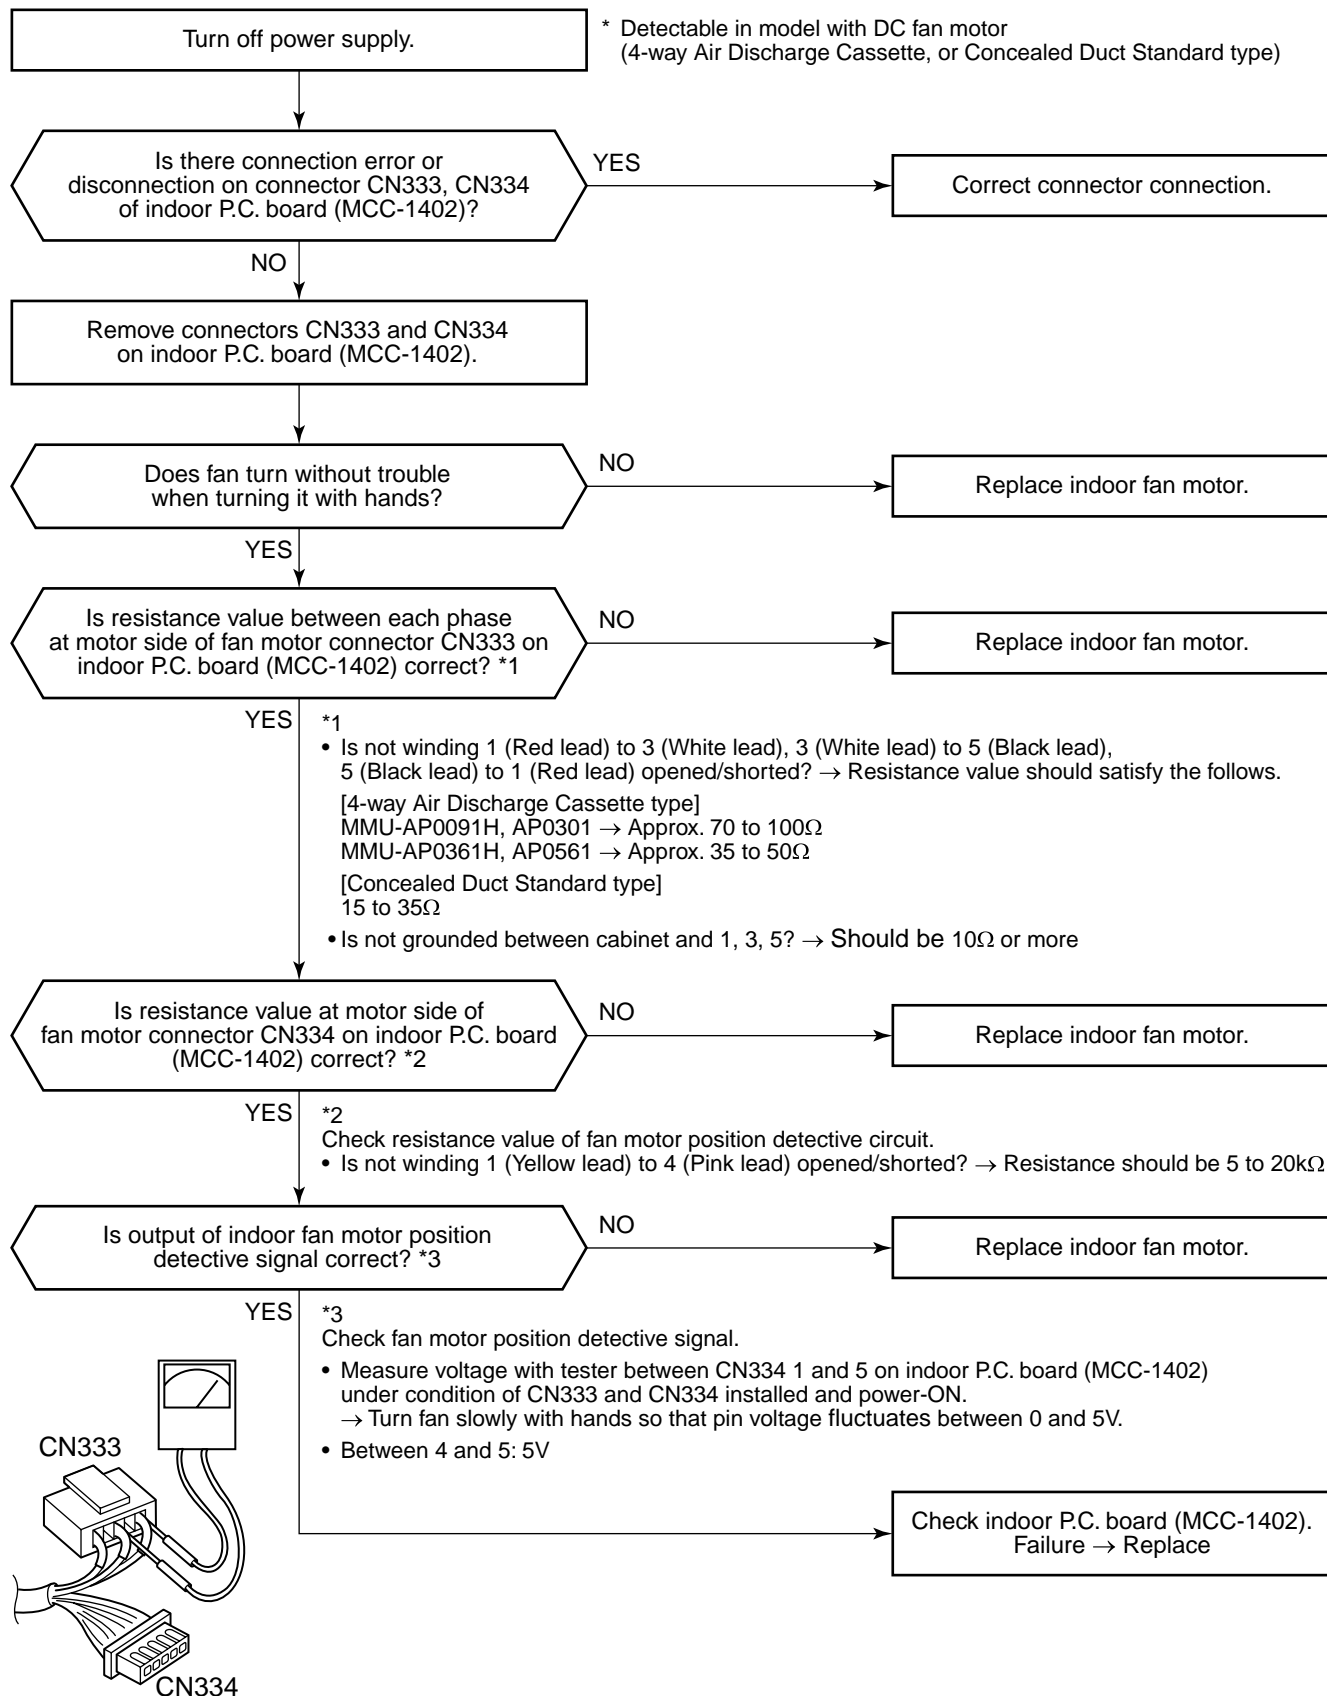 Turn off power supply.
* Detectable in model with DC fan motor
(4-way Air Discharge Cassette, or Concealed Duct Standard type)
Is there connection error or
disconnection on connector CN333, CN334
of indoor P.C. board (MCC-1402)?
YES
Correct connector connection.
NO
Remove connectors CN333 and CN334
on indoor P.C. board (MCC-1402).
Does fan turn without trouble
when turning it with hands?
NO
Replace indoor fan motor.
YES
Is resistance value between each phase
at motor side of fan motor connector CN333 on
indoor P.C. board (MCC-1402) correct? *1
NO
Replace indoor fan motor.
YES
*1
• Is not winding 1 (Red lead) to 3 (White lead), 3 (White lead) to 5 (Black lead),
5 (Black lead) to 1 (Red lead) opened/shorted? → Resistance value should satisfy the follows.
[4-way Air Discharge Cassette type]
MMU-AP0091H, AP0301 → Approx. 70 to 100Ω
MMU-AP0361H, AP0561 → Approx. 35 to 50Ω
[Concealed Duct Standard type]
15 to 35Ω
• Is not grounded between cabinet and 1, 3, 5? → Should be 10Ω or more
Is resistance value at motor side of
fan motor connector CN334 on indoor P.C. board
(MCC-1402) correct? *2
NO
Replace indoor fan motor.
YES
*2
Check resistance value of fan motor position detective circuit.
• Is not winding 1 (Yellow lead) to 4 (Pink lead) opened/shorted? → Resistance should be 5 to 20kΩ
Is output of indoor fan motor position
detective signal correct? *3
NO
Replace indoor fan motor.
YES
*3
Check fan motor position detective signal.
• Measure voltage with tester between CN334 1 and 5 on indoor P.C. board (MCC-1402)
under condition of CN333 and CN334 installed and power-ON.
→ Turn fan slowly with hands so that pin voltage fluctuates between 0 and 5V.
• Between 4 and 5: 5V
CN333
Check indoor P.C. board (MCC-1402).
Failure → Replace
CN334